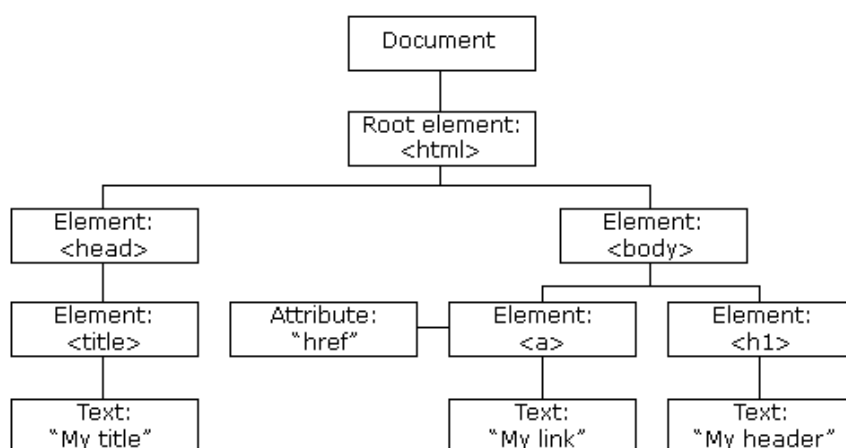 Document
Root element:
<html>
Element:
<head>
Element:
<body>
Element:
<title>
Attribute:
“href”
Element:
<a>
Element:
<h1>
Text:
“My title”
Text:
“My link”
Text:
“My header”